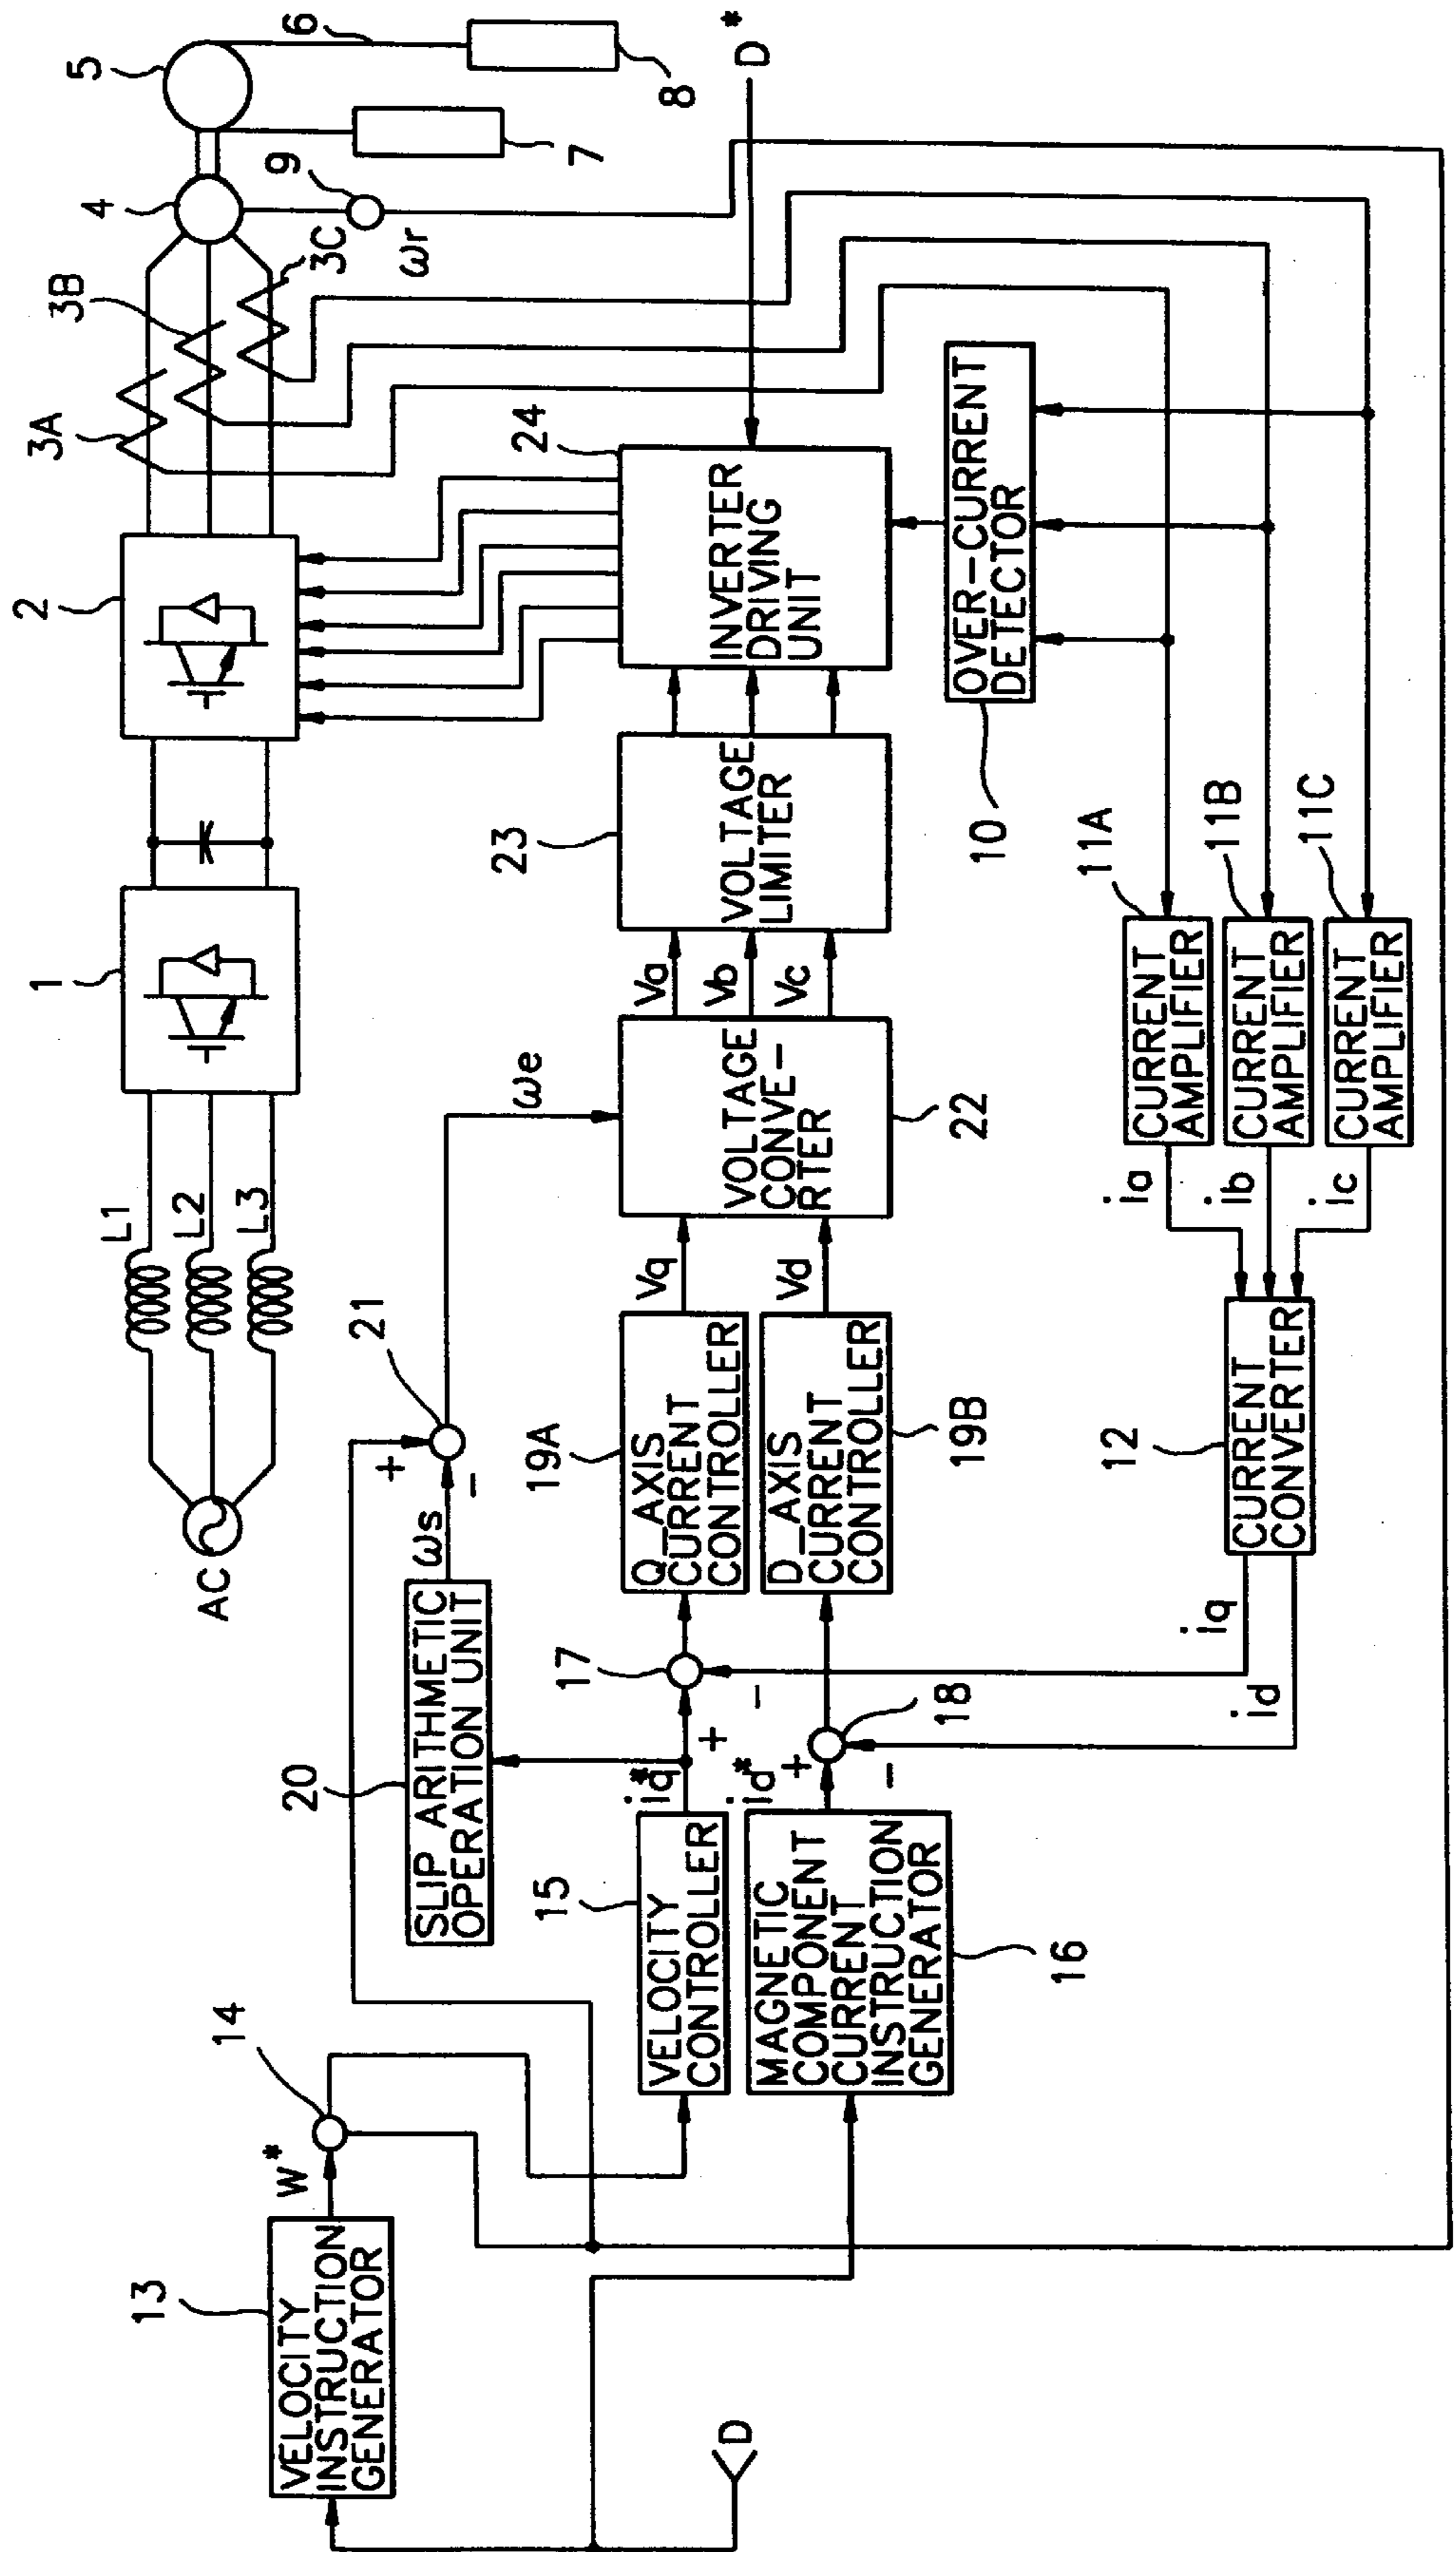 AC
L1
L2
L3
1
2
3A
3B
3C
4
5
6
7
8
9
ωr
D*
13
VELOCITY
INSTRUCTION
GENERATOR
W*
14
20
SLIP ARITHMETIC
OPERATION UNIT
ωs
+
-
21
ωe
15
VELOCITY
CONTROLLER
iq*
+
-
17
19A
Q_AXIS
CURRENT
CONTROLLER
Vq
MAGNETIC
COMPONENT
CURRENT
INSTRUCTION
GENERATOR
16
id*
+
-
18
D_AXIS
CURRENT
CONTROLLER
19B
Vd
VOLTAGE
CONVE-
RTER
22
Va
Vb
Vc
23
VOLTAGE
LIMITER
24
INVERTER
DRIVING
UNIT
OVER-CURRENT
DETECTOR
10
11A
CURRENT
AMPLIFIER
11B
CURRENT
AMPLIFIER
11C
CURRENT
AMPLIFIER
ia
ib
ic
12
CURRENT
CONVERTER
iq
id
D